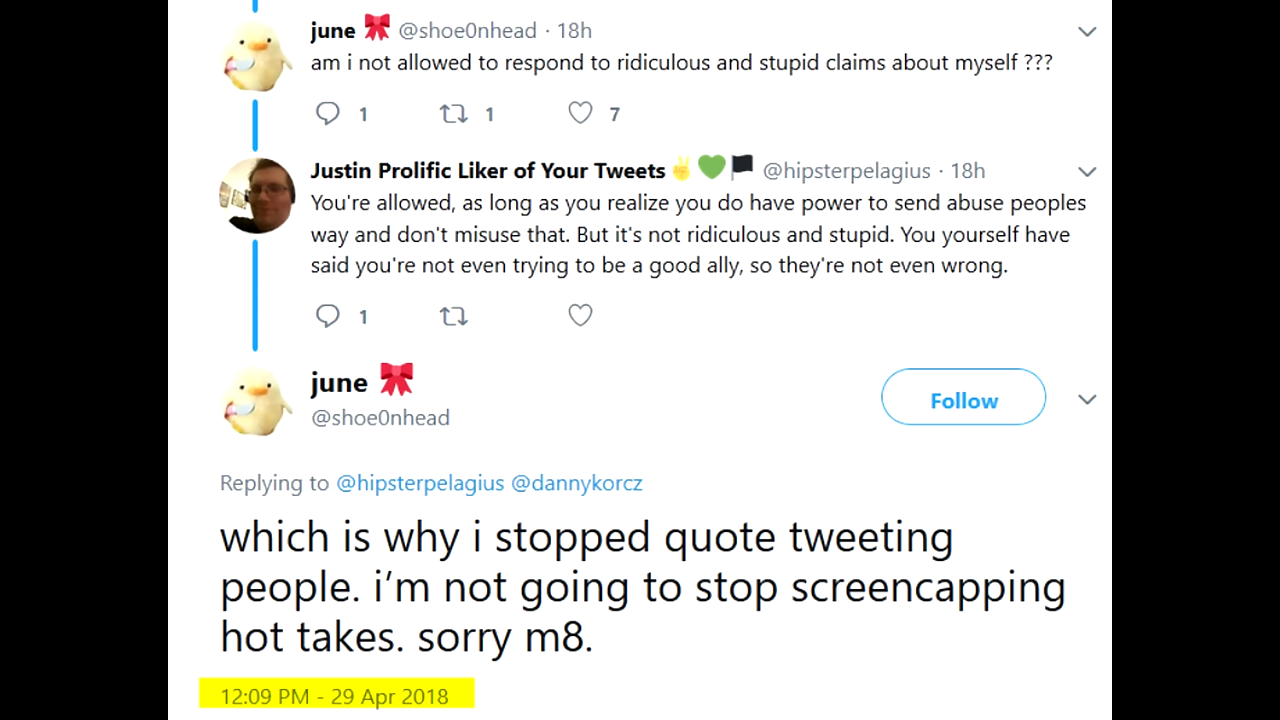 june 🎀 @shoe0nhead · 18h
am i not allowed to respond to ridiculous and stupid claims about myself ???
1 1 7
Justin Prolific Liker of Your Tweets ✌️💚🏴 @hipsterpelagius · 18h
You're allowed, as long as you realize you do have power to send abuse peoples
way and don't misuse that. But it's not ridiculous and stupid. You yourself have
said you're not even trying to be a good ally, so they're not even wrong.
1
june 🎀
Follow
@shoe0nhead
Replying to @hipsterpelagius @dannykorcz
which is why i stopped quote tweeting
people. i’m not going to stop screencapping
hot takes. sorry m8.
12:09 PM - 29 Apr 2018